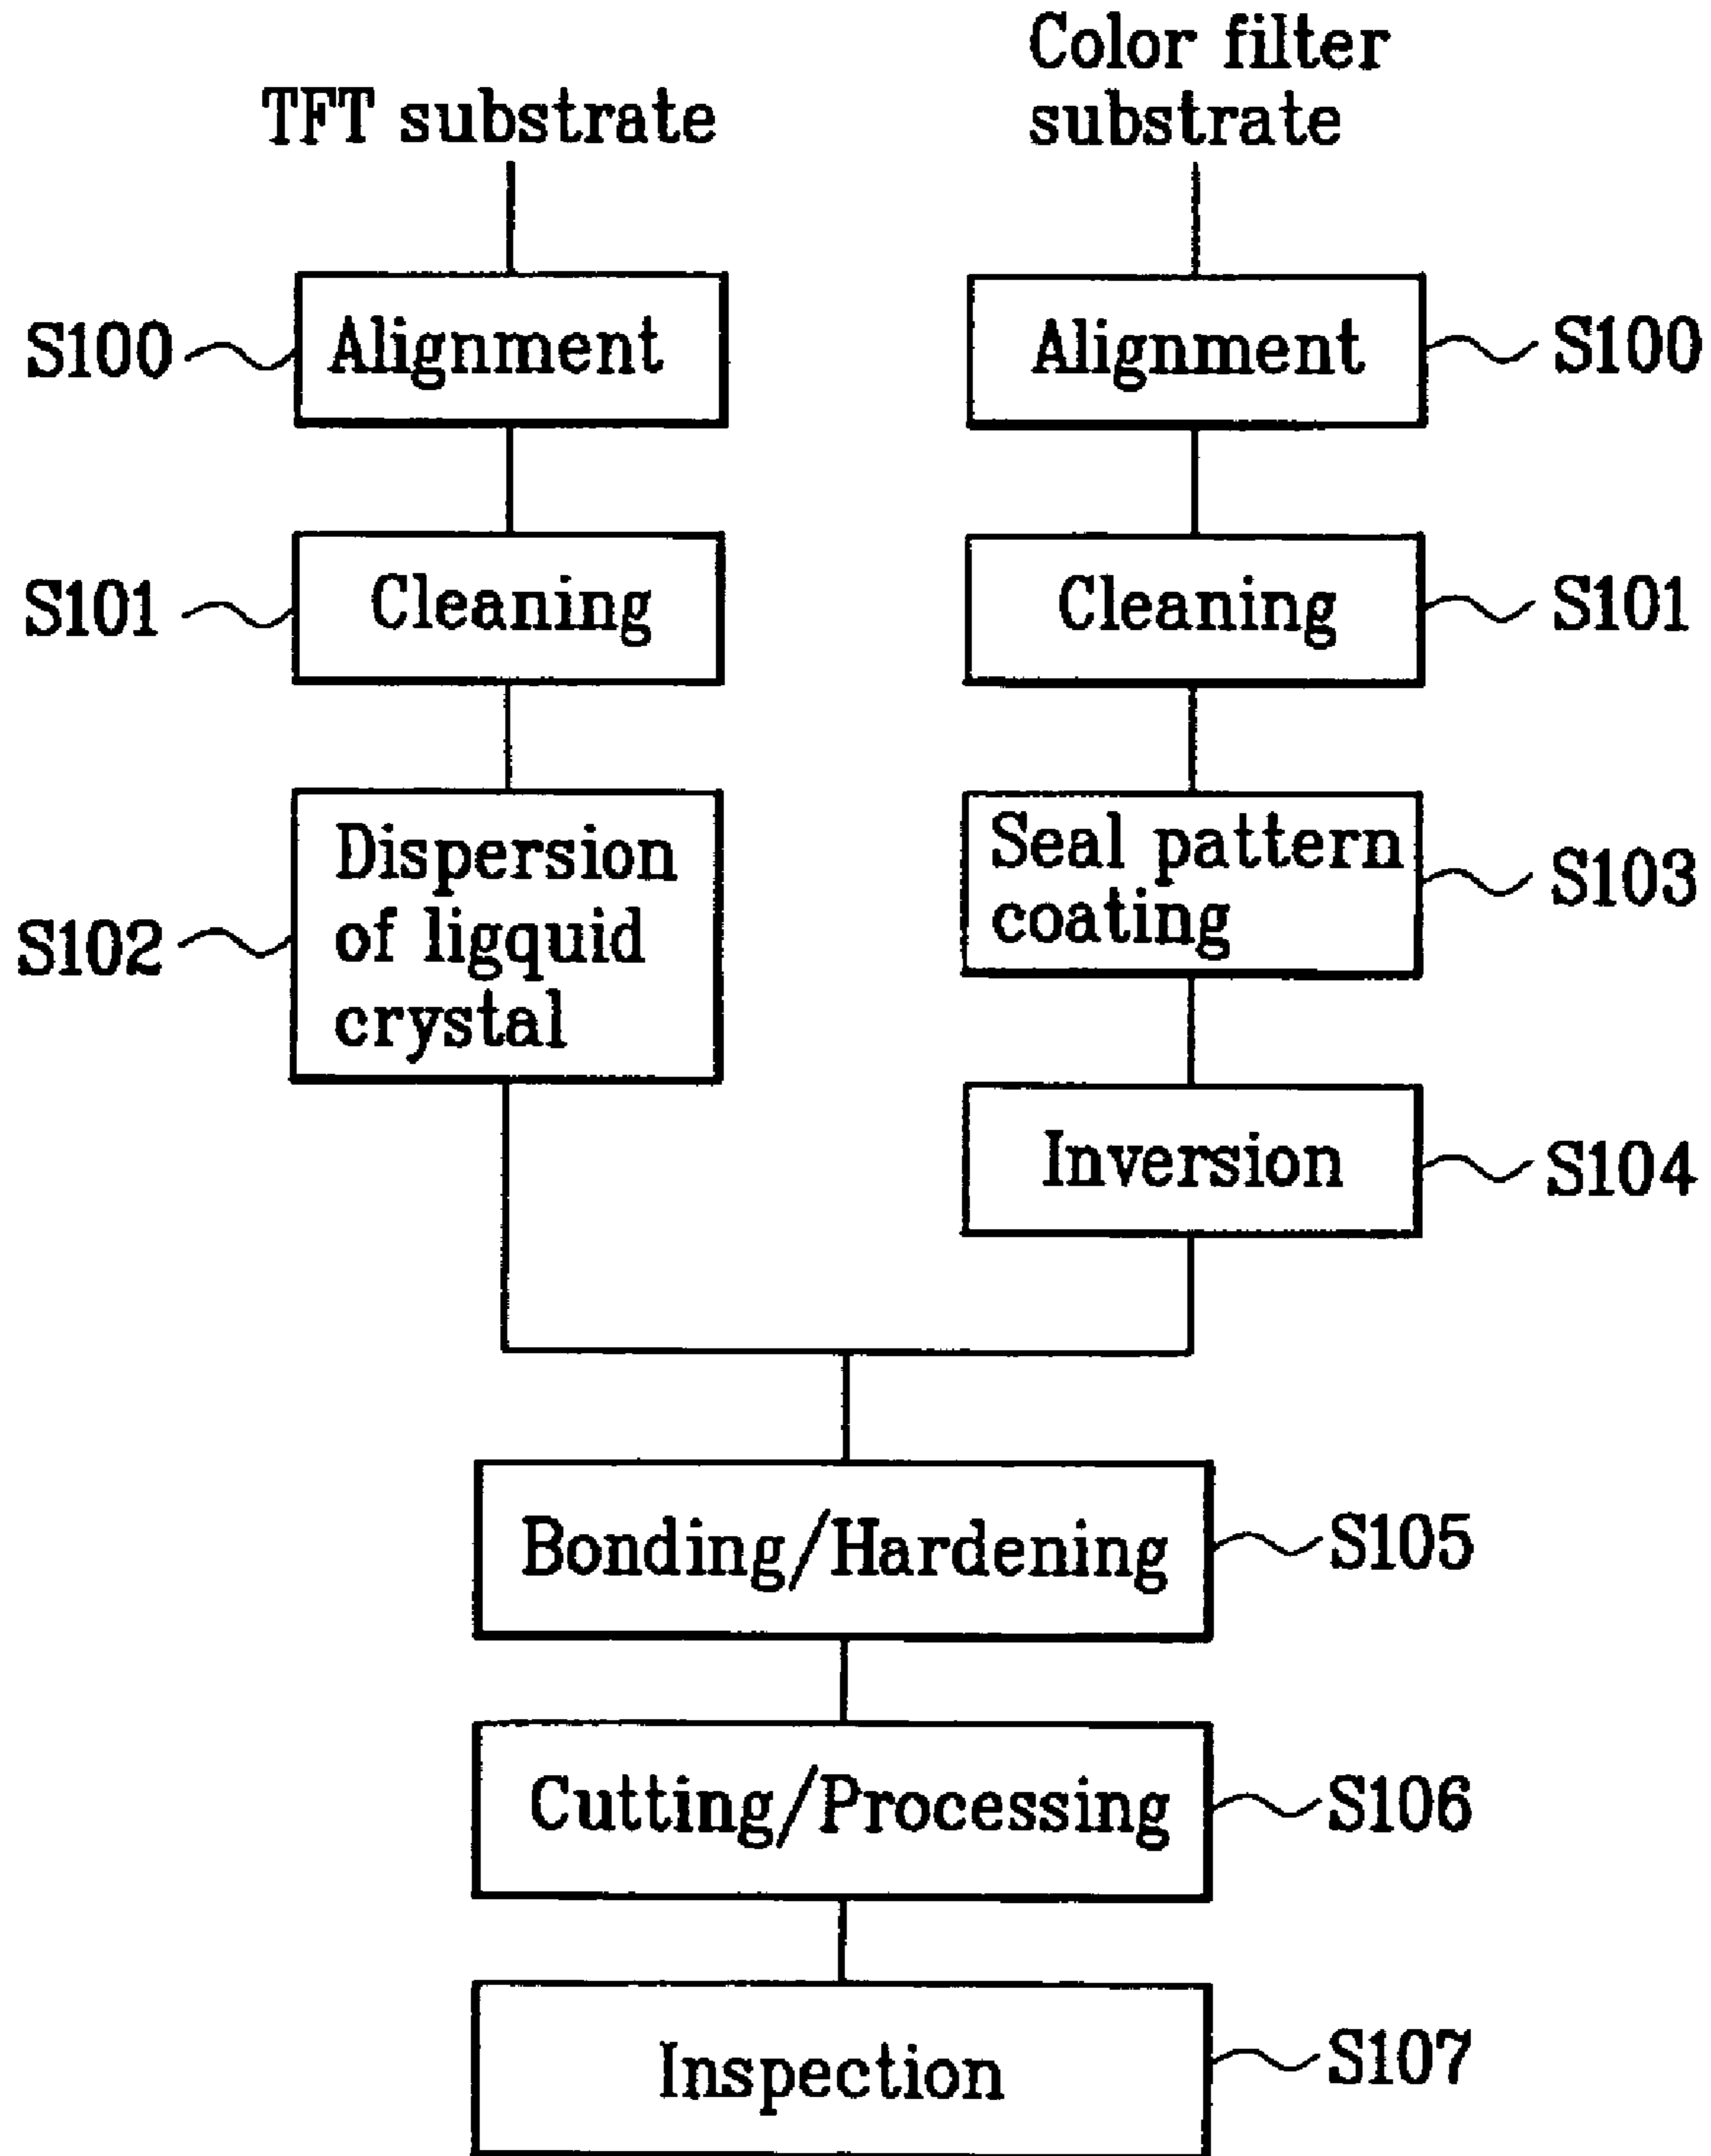 TFT substrate
Color filter
substrate
S100
Alignment
Alignment
S100
S101
Cleaning
Cleaning
S101
S102
Dispersion
of ligquid
crystal
Seal pattern
coating
S103
Inversion
S104
Bonding/Hardening
S105
Cutting/Processing
S106
Inspection
S107